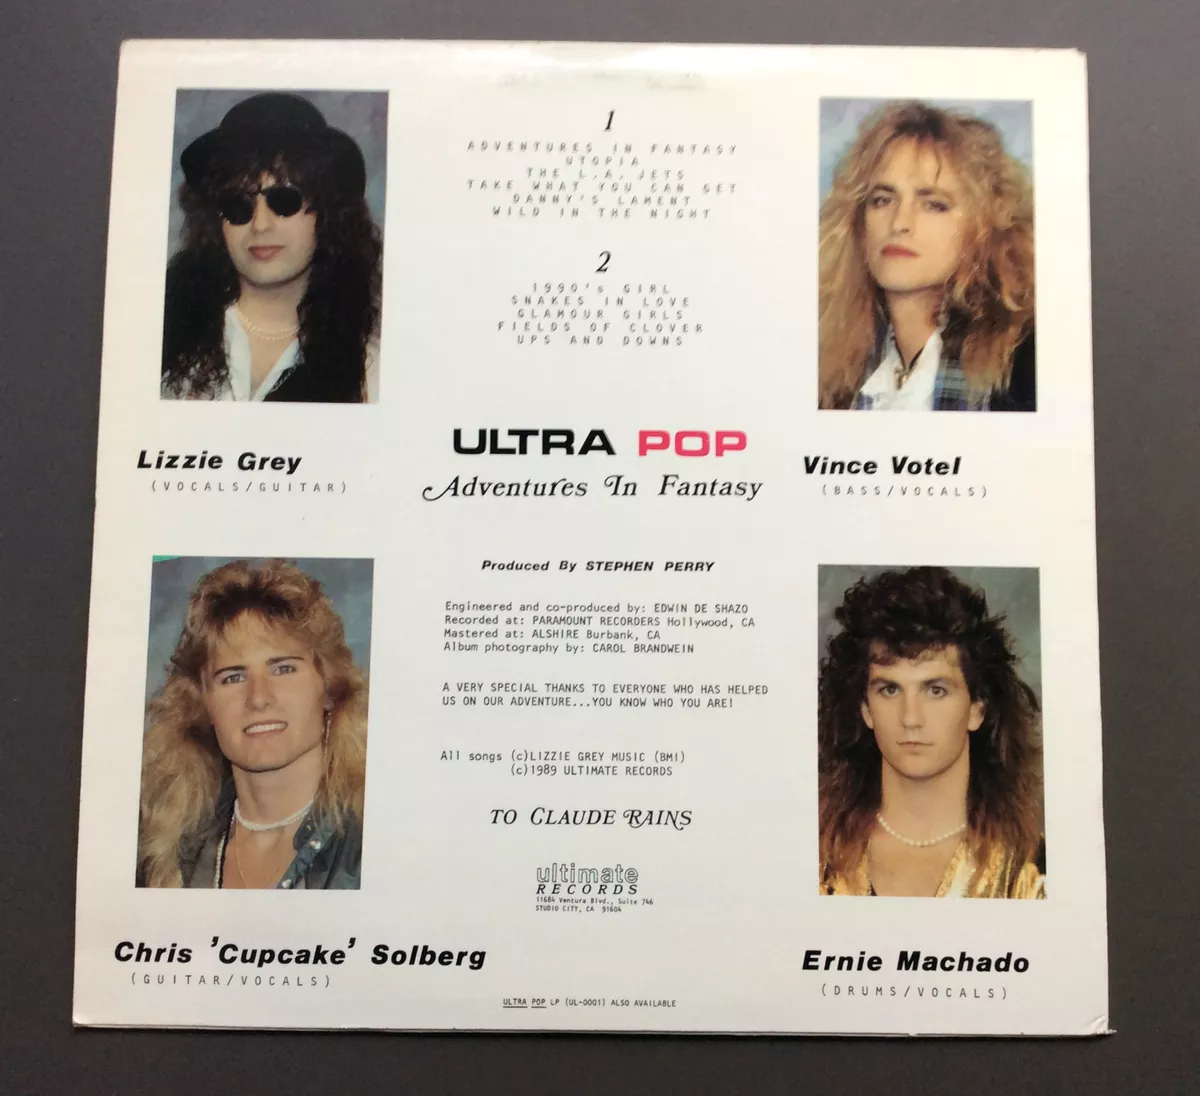 1
ADVENTURES IN FANTASY
UTOPIA
THE L.A. JETS
TAKE WHAT YOU CAN GET
DANNY'S LAMENT
WILD IN THE NIGHT
2
1990's GIRL
SNAKES IN LOVE
GLAMOUR GIRLS
FIELDS OF CLOVER
UPS AND DOWNS
Lizzie Grey
(VOCALS/GUITAR)
Vince Votel
(BASS/VOCALS)
ULTRA POP
Adventures In Fantasy
Produced By STEPHEN PERRY
Engineered and co-produced by: EDWIN DE SHAZO
Recorded at: PARAMOUNT RECORDERS Hollywood, CA
Mastered at: ALSHIRE Burbank, CA
Album photography by: CAROL BRANDWEIN
A VERY SPECIAL THANKS TO EVERYONE WHO HAS HELPED
US ON OUR ADVENTURE...YOU KNOW WHO YOU ARE!
All songs (c)LIZZIE GREY MUSIC (BMI)
(c)1989 ULTIMATE RECORDS
TO CLAUDE RAINS
ultimate
RECORDS
11684 Ventura Blvd., Suite 746
STUDIO CITY, CA 91604
Chris 'Cupcake' Solberg
(GUITAR/VOCALS)
Ernie Machado
(DRUMS/VOCALS)
ULTRA POP LP (UL-0001) ALSO AVAILABLE